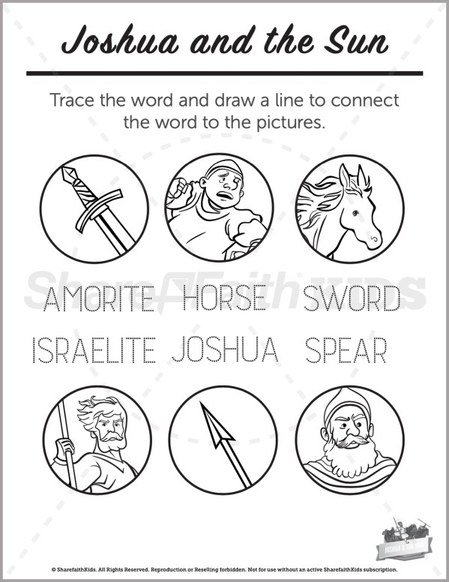 Joshua and the Sun
Trace the word and draw a line to connect
the word to the pictures.
SharefaithKids
AMORITE HORSE SWORD
ISRAELITE JOSHUA SPEAR
© SharefaithKids. All Rights Reserved. Reproduction or Reselling forbidden. Not for use without an active SharefaithKids subscription.